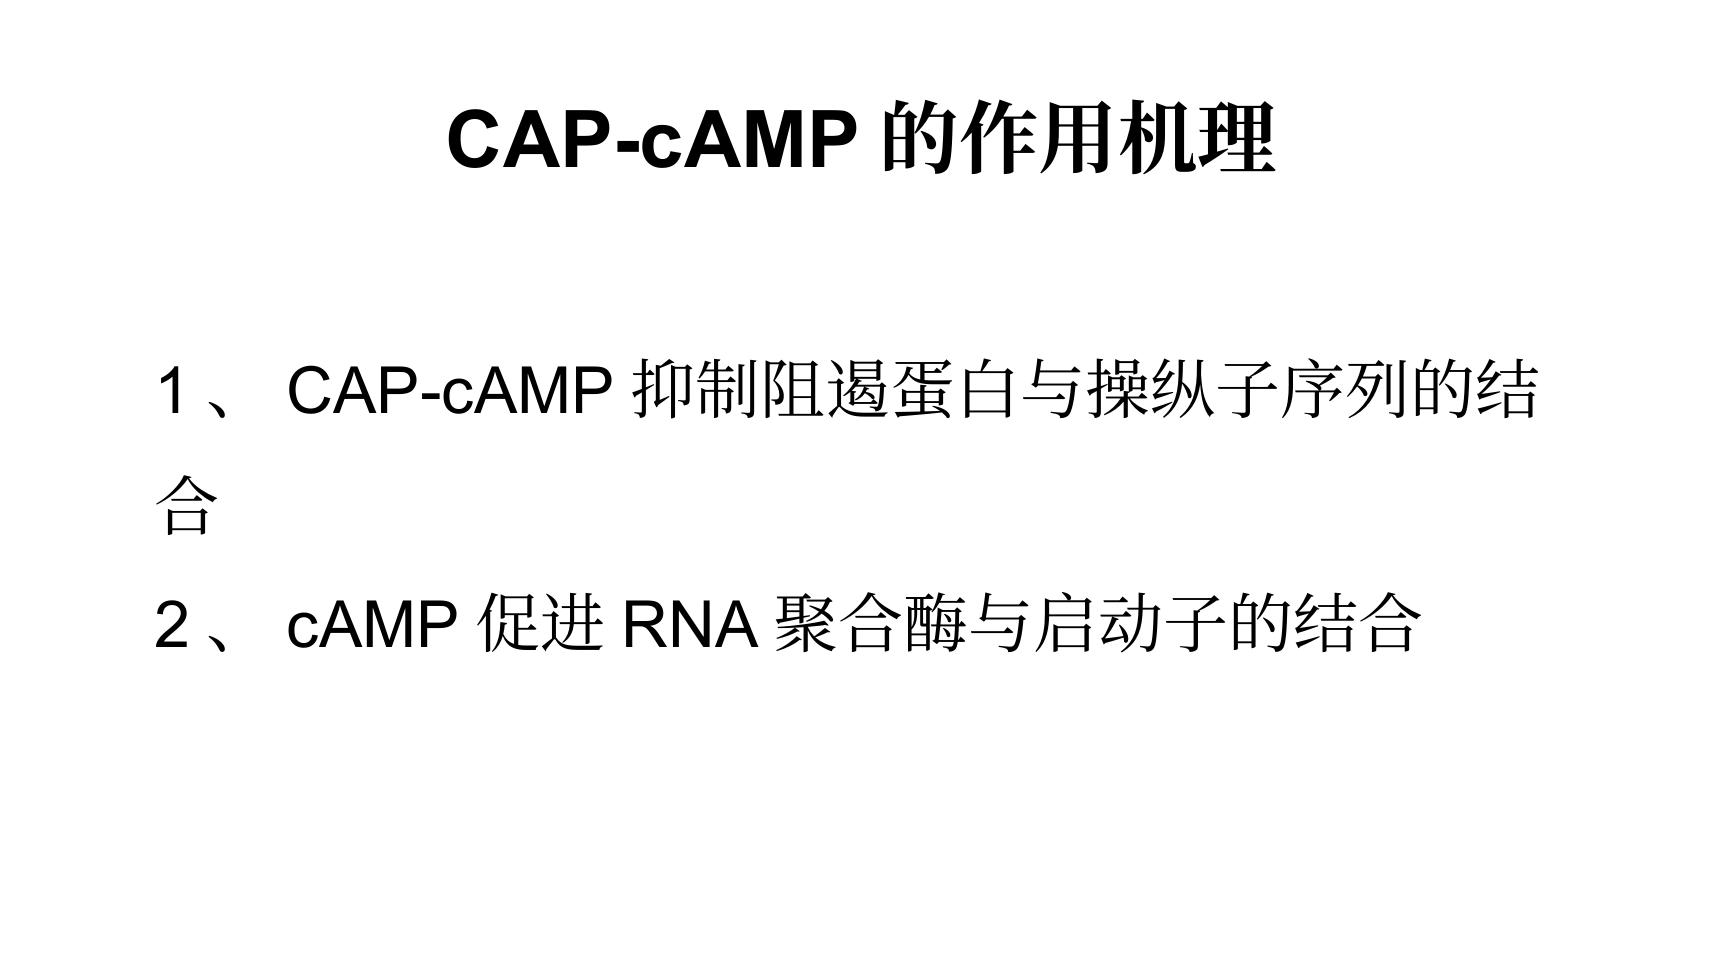 CAP-cAMP 的作用机理
1 、 CAP-cAMP 抑制阻遏蛋白与操纵子序列的结
合
2 、 cAMP 促进 RNA 聚合酶与启动子的结合